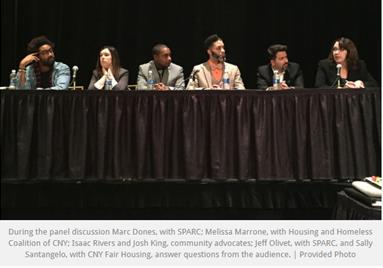 During the panel discussion Marc Dones, with SPARC; Melissa Marrone, with Housing and Homeless
Coalition of CNY; Isaac Rivers and Josh King, community advocates; Jeff Olivet, with SPARC, and Sally
Santangelo, with CNY Fair Housing, answer questions from the audience. | Provided Photo